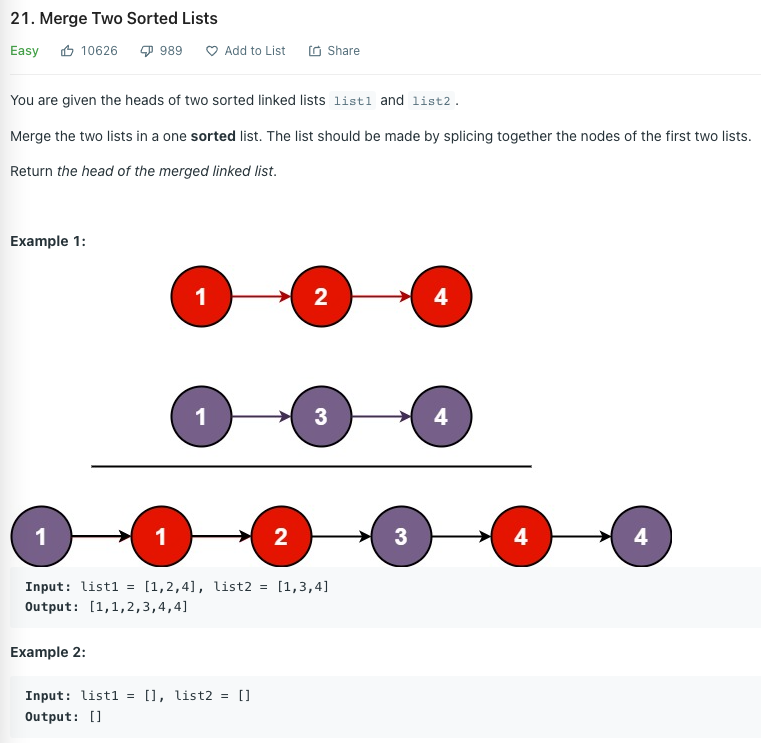 21. Merge Two Sorted Lists
Easy 10626 989 Add to List Share
You are given the heads of two sorted linked lists list1 and list2.
Merge the two lists in a one sorted list. The list should be made by splicing together the nodes of the first two lists.
Return the head of the merged linked list.
Example 1:
1 2 4
1 3 4
1 1 2 3 4 4
Input: list1 = [1,2,4], list2 = [1,3,4]
Output: [1,1,2,3,4,4]
Example 2:
Input: list1 = [], list2 = []
Output: []